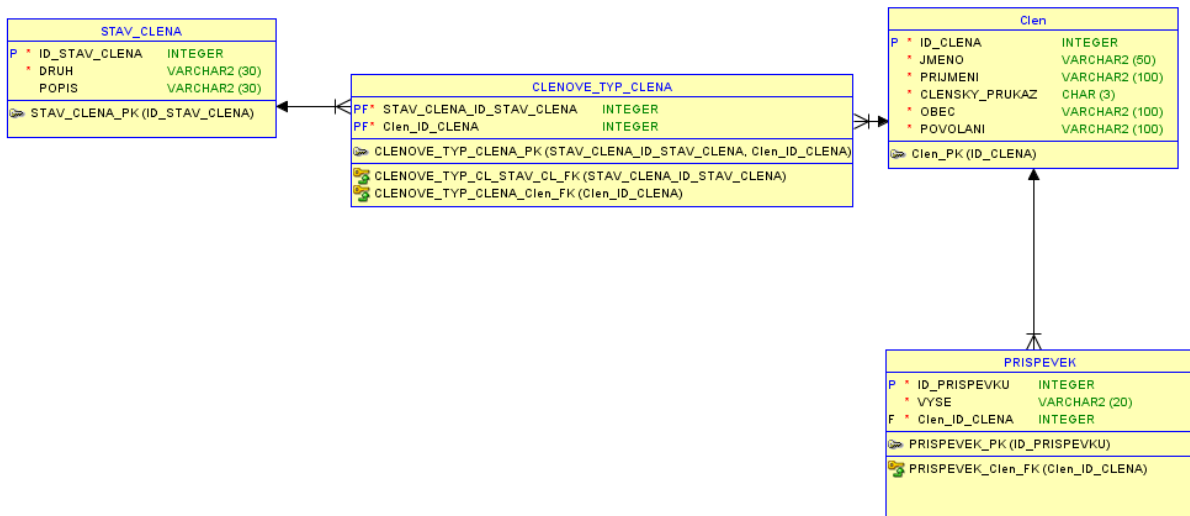 STAV_CLENA
P * ID_STAV_CLENA INTEGER
* DRUH VARCHAR2 (30)
POPIS VARCHAR2 (30)
STAV_CLENA_PK (ID_STAV_CLENA)
CLENOVE_TYP_CLENA
PF* STAV_CLENA_ID_STAV_CLENA INTEGER
PF* Clen_ID_CLENA INTEGER
CLENOVE_TYP_CLENA_PK (STAV_CLENA_ID_STAV_CLENA, Clen_ID_CLENA)
CLENOVE_TYP_CL_STAV_CL_FK (STAV_CLENA_ID_STAV_CLENA)
CLENOVE_TYP_CLENA_Clen_FK (Clen_ID_CLENA)
Clen
P * ID_CLENA INTEGER
* JMENO VARCHAR2 (50)
* PRIJMENI VARCHAR2 (100)
* CLENSKY_PRUKAZ CHAR (3)
* OBEC VARCHAR2 (100)
* POVOLANI VARCHAR2 (100)
Clen_PK (ID_CLENA)
PRISPEVEK
P * ID_PRISPEVKU INTEGER
* VYSE VARCHAR2 (20)
F * Clen_ID_CLENA INTEGER
PRISPEVEK_PK (ID_PRISPEVKU)
PRISPEVEK_Clen_FK (Clen_ID_CLENA)